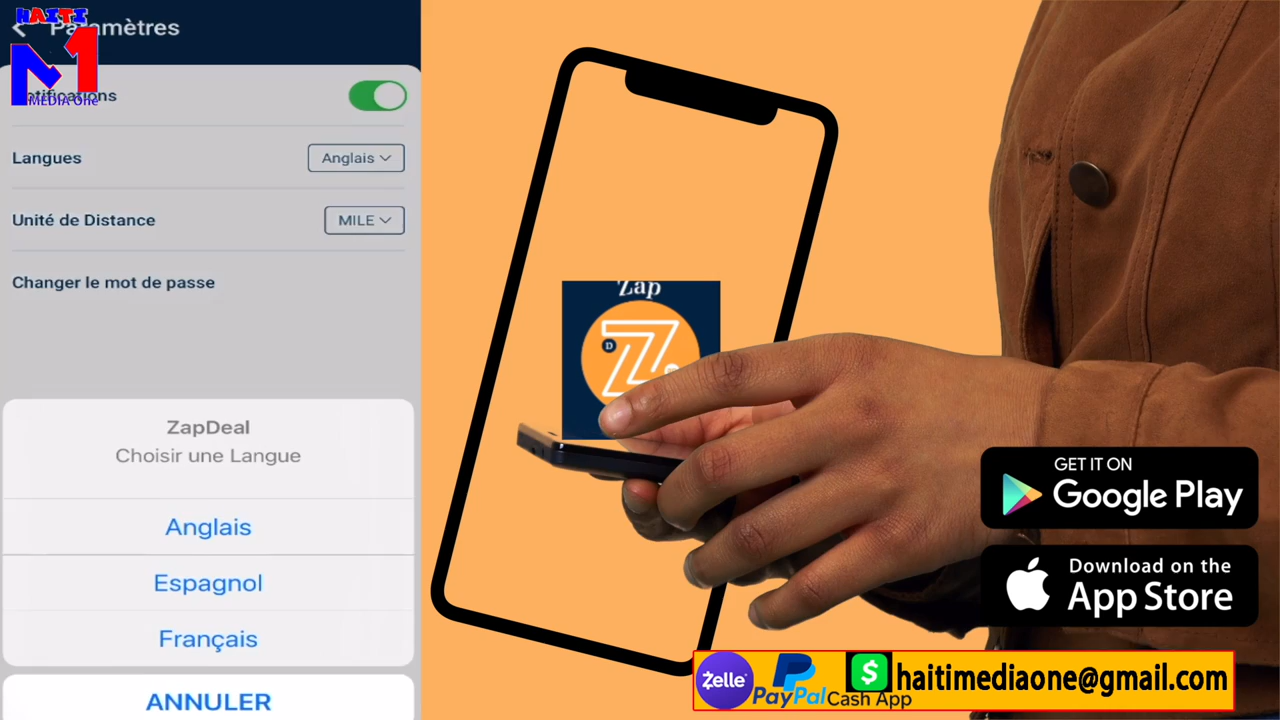 HAITI
Paramètres
M1
MEDIA One
Notifications
Langues
Anglais
Unité de Distance
MILE
Changer le mot de passe
ZapDeal
Choisir une Langue
Anglais
Espagnol
Français
ANNULER
Zap
D
GET IT ON
Google Play
Download on the
App Store
Zelle
PayPal
$
Cash App
haitimediaone@gmail.com